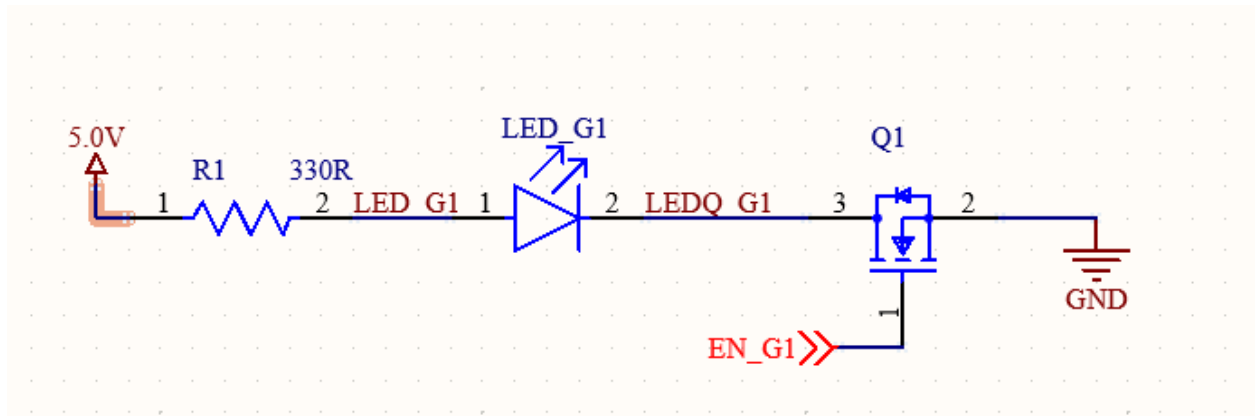 5.0V
R1
330R
LED_G1
Q1
1
2
LED_G1
1
2
LEDQ_G1
3
2
1
EN_G1
GND